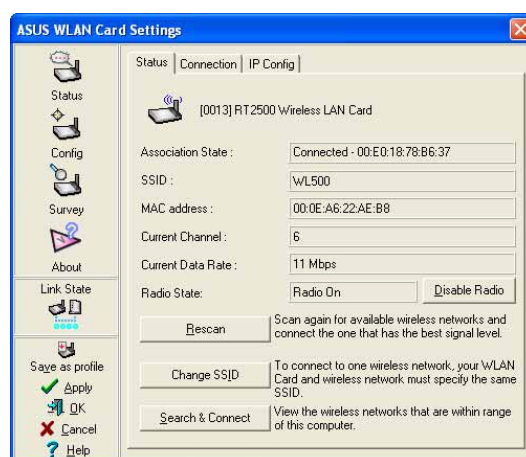 ASUS WLAN Card Settings
Status
Config
Survey
About
Link State
Save as profile
Apply
OK
Cancel
Help
Status Connection IP Config
[0013] RT2500 Wireless LAN Card
Association State : Connected - 00:E0:18:78:B6:37
SSID : WL500
MAC address : 00:0E:A6:22:AE:B8
Current Channel : 6
Current Data Rate : 11 Mbps
Radio State: Radio On Disable Radio
Rescan
Scan again for available wireless networks and
connect the one that has the best signal level.
Change SSID
To connect to one wireless network, your WLAN
Card and wireless network must specify the same
SSID.
Search & Connect
View the wireless networks that are within range
of this computer.